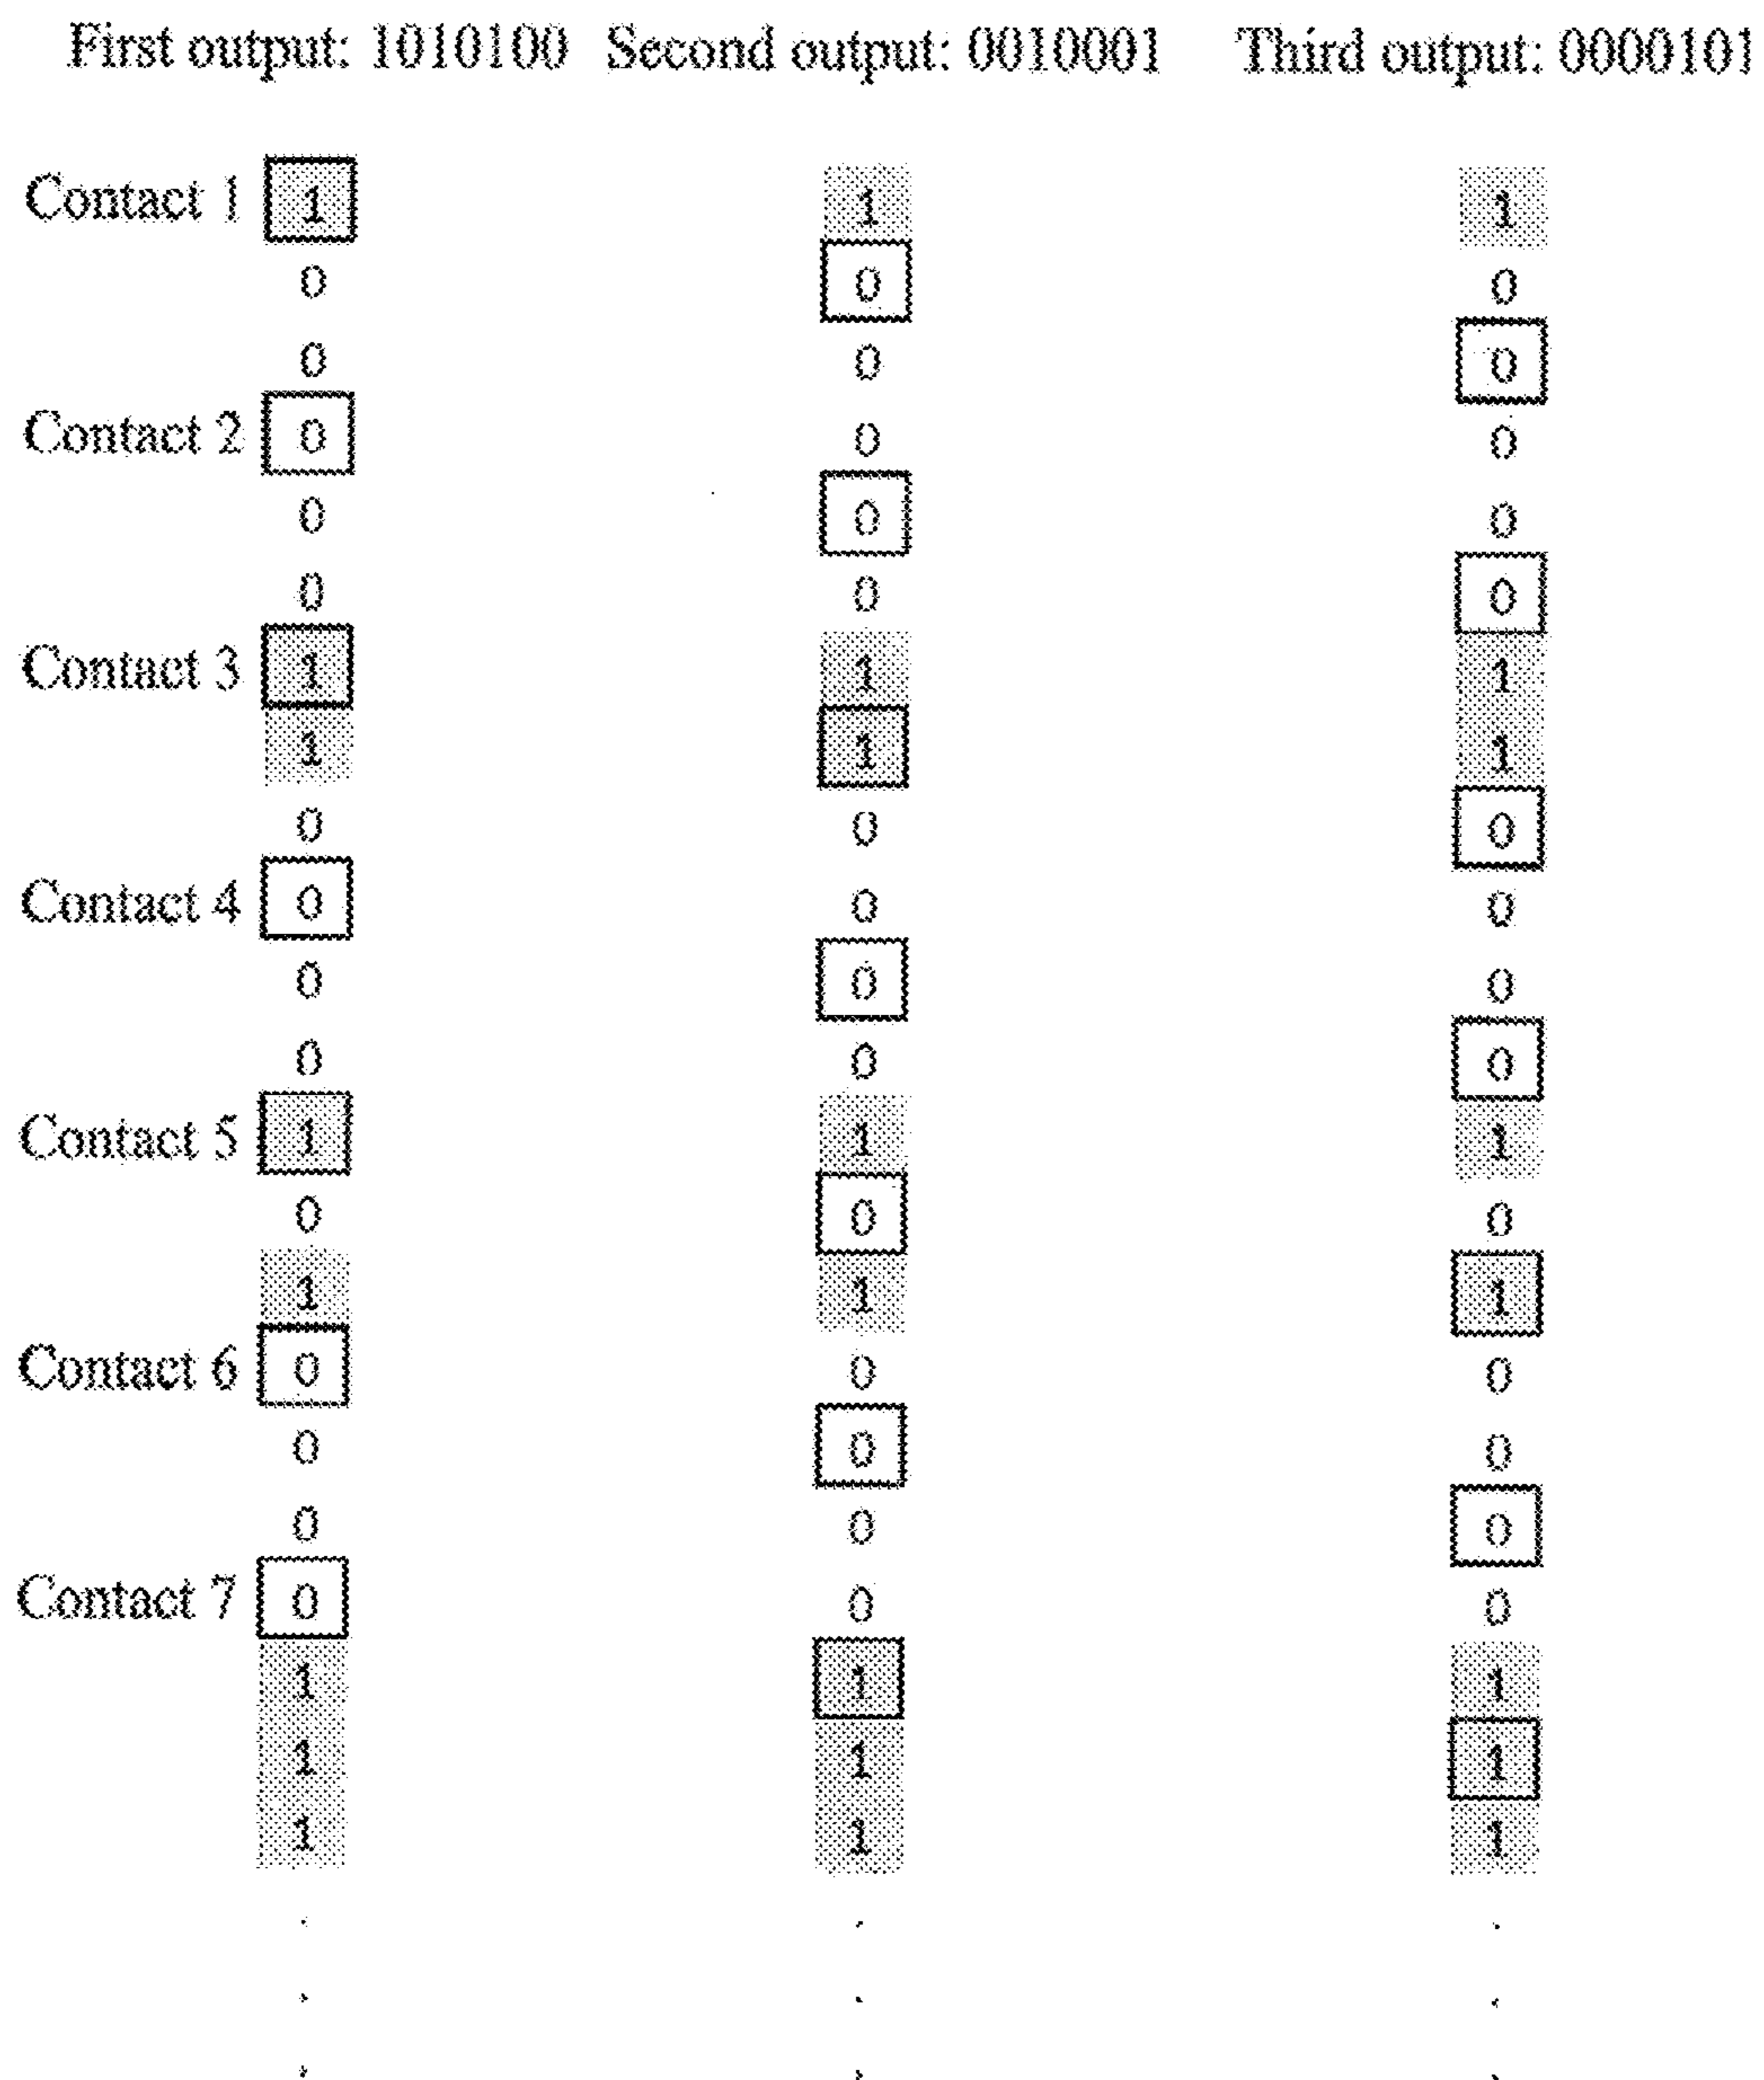 First output: 1010100 Second output: 0010001 Third output: 0000101
Contact 1 1 1 1
0 0 0
0 0 0
Contact 2 0 0 0
0 0 0
0 0 0
Contact 3 1 1 1
1 1 1
0 0 0
Contact 4 0 0 0
0 0 0
0 0 0
Contact 5 1 1 1
0 0 0
1 1 1
Contact 6 0 0 0
0 0 0
0 0 0
Contact 7 0 0 0
1 1 1
1 1 1
1 1 1
. . .
. . .
. . .